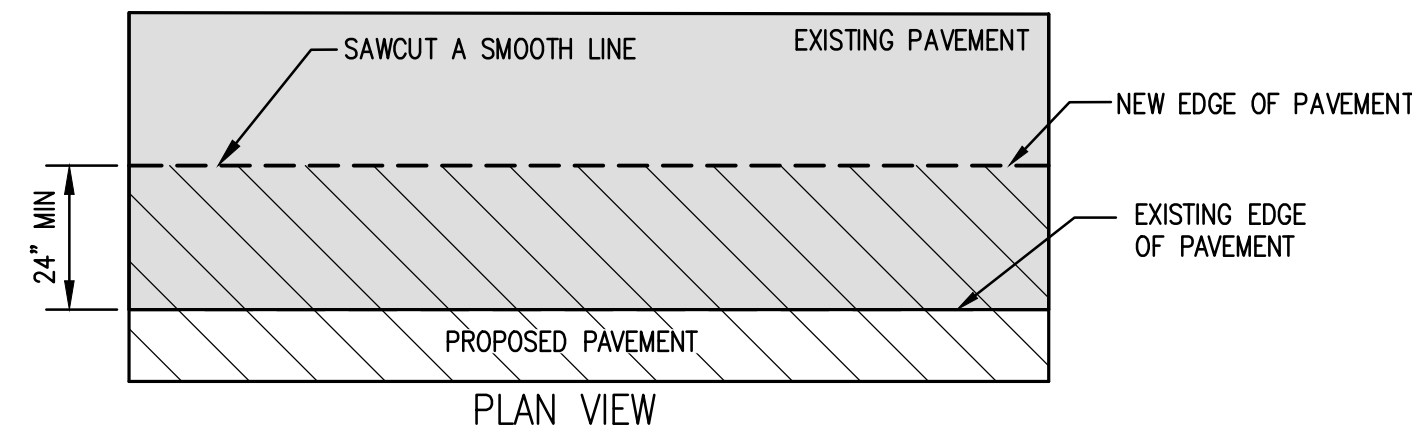 EXISTING PAVEMENT
SAWCUT A SMOOTH LINE
NEW EDGE OF PAVEMENT
24” MIN
EXISTING EDGE
OF PAVEMENT
PROPOSED PAVEMENT
PLAN VIEW